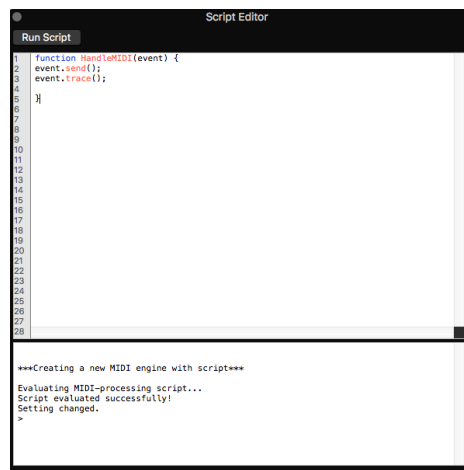 Script Editor
Run Script
1 function HandleMIDI(event) {
2 event.send();
3 event.trace();
4
5 }
6
7
8
9
10
11
12
13
14
15
16
17
18
19
20
21
22
23
24
25
26
27
28
***Creating a new MIDI engine with script***
Evaluating MIDI-processing script...
Script evaluated successfully!
Setting changed.
>